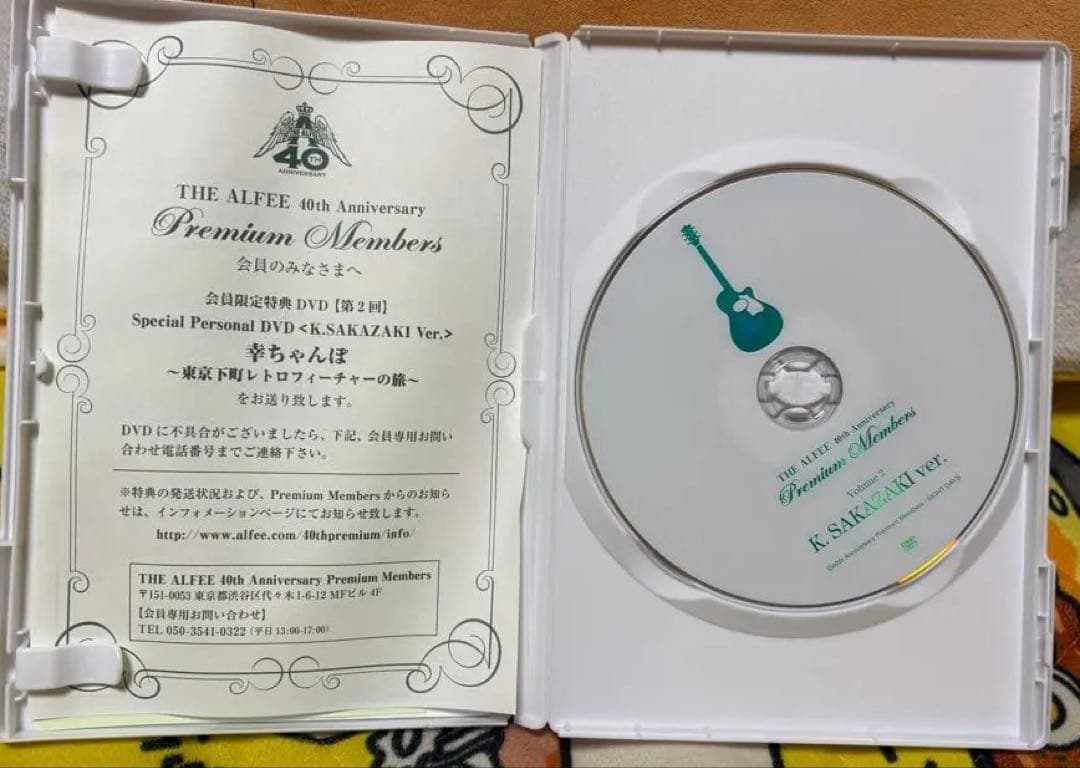 THE ALFEE
40TH
ANNIVERSARY
THE ALFEE 40th Anniversary
Premium Members
会員のみなさまへ
会員限定特典 DVD【第2回】
Special Personal DVD <K.SAKAZAKI Ver.>
幸ちゃんぽ
～東京下町レトロフィーチャーの旅～
をお送り致します。
DVD に不具合がございましたら、下記、会員専用お問い
合わせ電話番号までご連絡下さい。
※特典の発送状況および、Premium Members からのお知ら
せは、インフォメーションページにてお知らせ致します。
http://www.alfee.com/40thpremium/info/
THE ALFEE 40th Anniversary Premium Members
〒151-0053 東京都渋谷区代々木 1-6-12 MFビル 4F
【会員専用お問い合わせ】
TEL 050-3541-0322（平日 13:00-17:00）
THE ALFEE 40th Anniversary
Premium Members
Volume 2
K. SAKAZAKI ver.
©40th Anniversary Premium Members / EIGHT DAYS
DVD